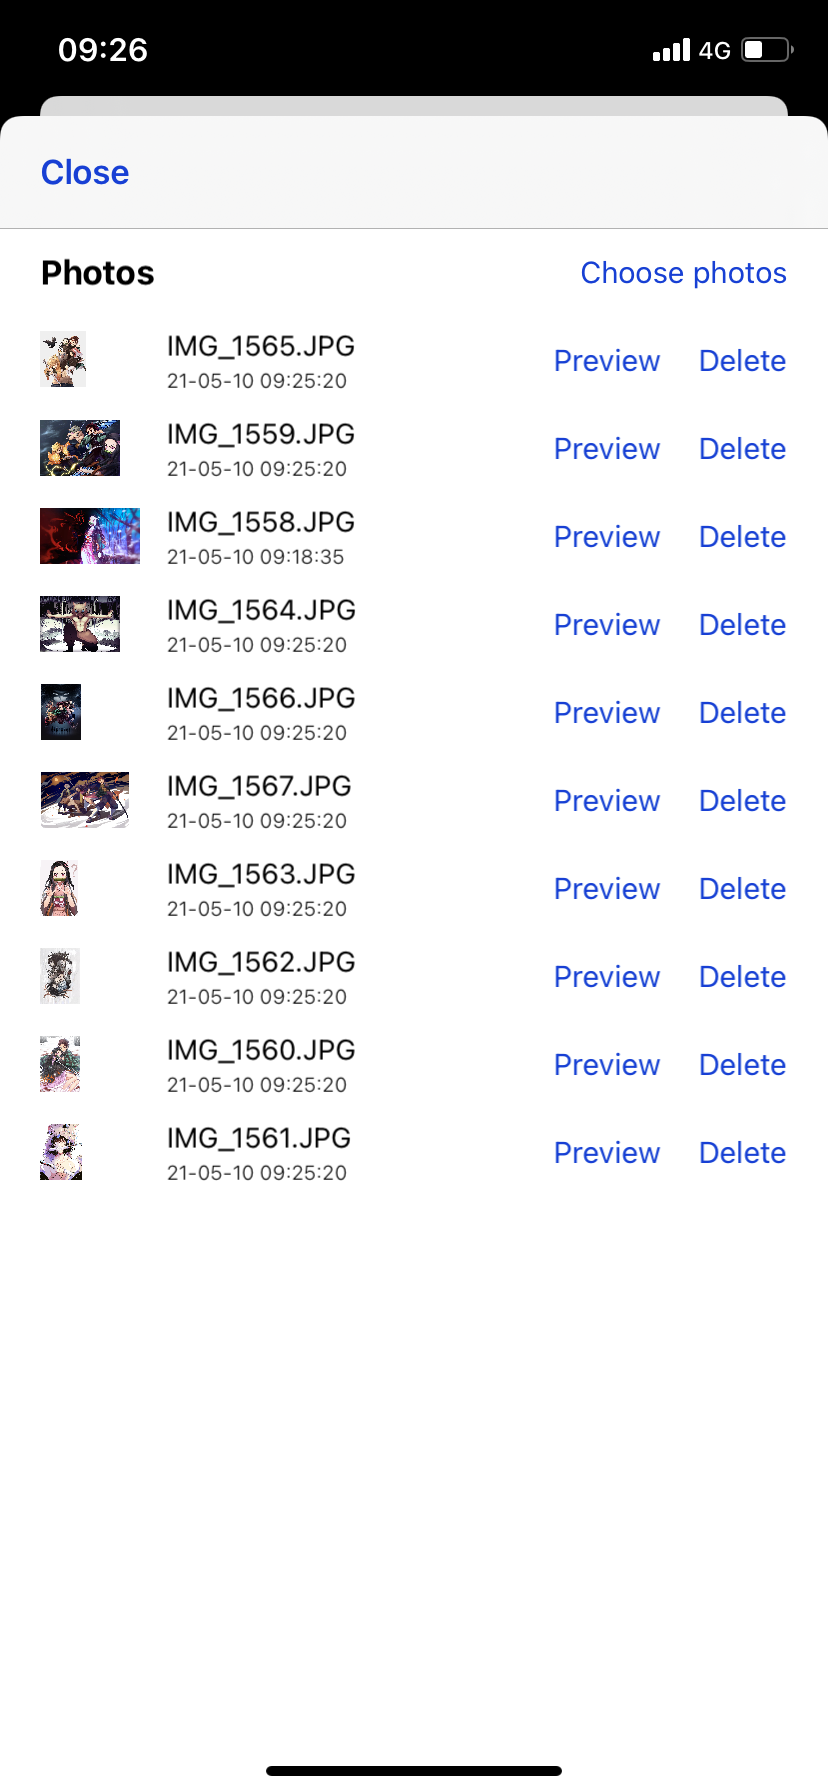 09:26 4G
Close
Photos Choose photos
IMG_1565.JPG
21-05-10 09:25:20
Preview Delete
IMG_1559.JPG
21-05-10 09:25:20
Preview Delete
IMG_1558.JPG
21-05-10 09:18:35
Preview Delete
IMG_1564.JPG
21-05-10 09:25:20
Preview Delete
IMG_1566.JPG
21-05-10 09:25:20
Preview Delete
IMG_1567.JPG
21-05-10 09:25:20
Preview Delete
IMG_1563.JPG
21-05-10 09:25:20
Preview Delete
IMG_1562.JPG
21-05-10 09:25:20
Preview Delete
IMG_1560.JPG
21-05-10 09:25:20
Preview Delete
IMG_1561.JPG
21-05-10 09:25:20
Preview Delete